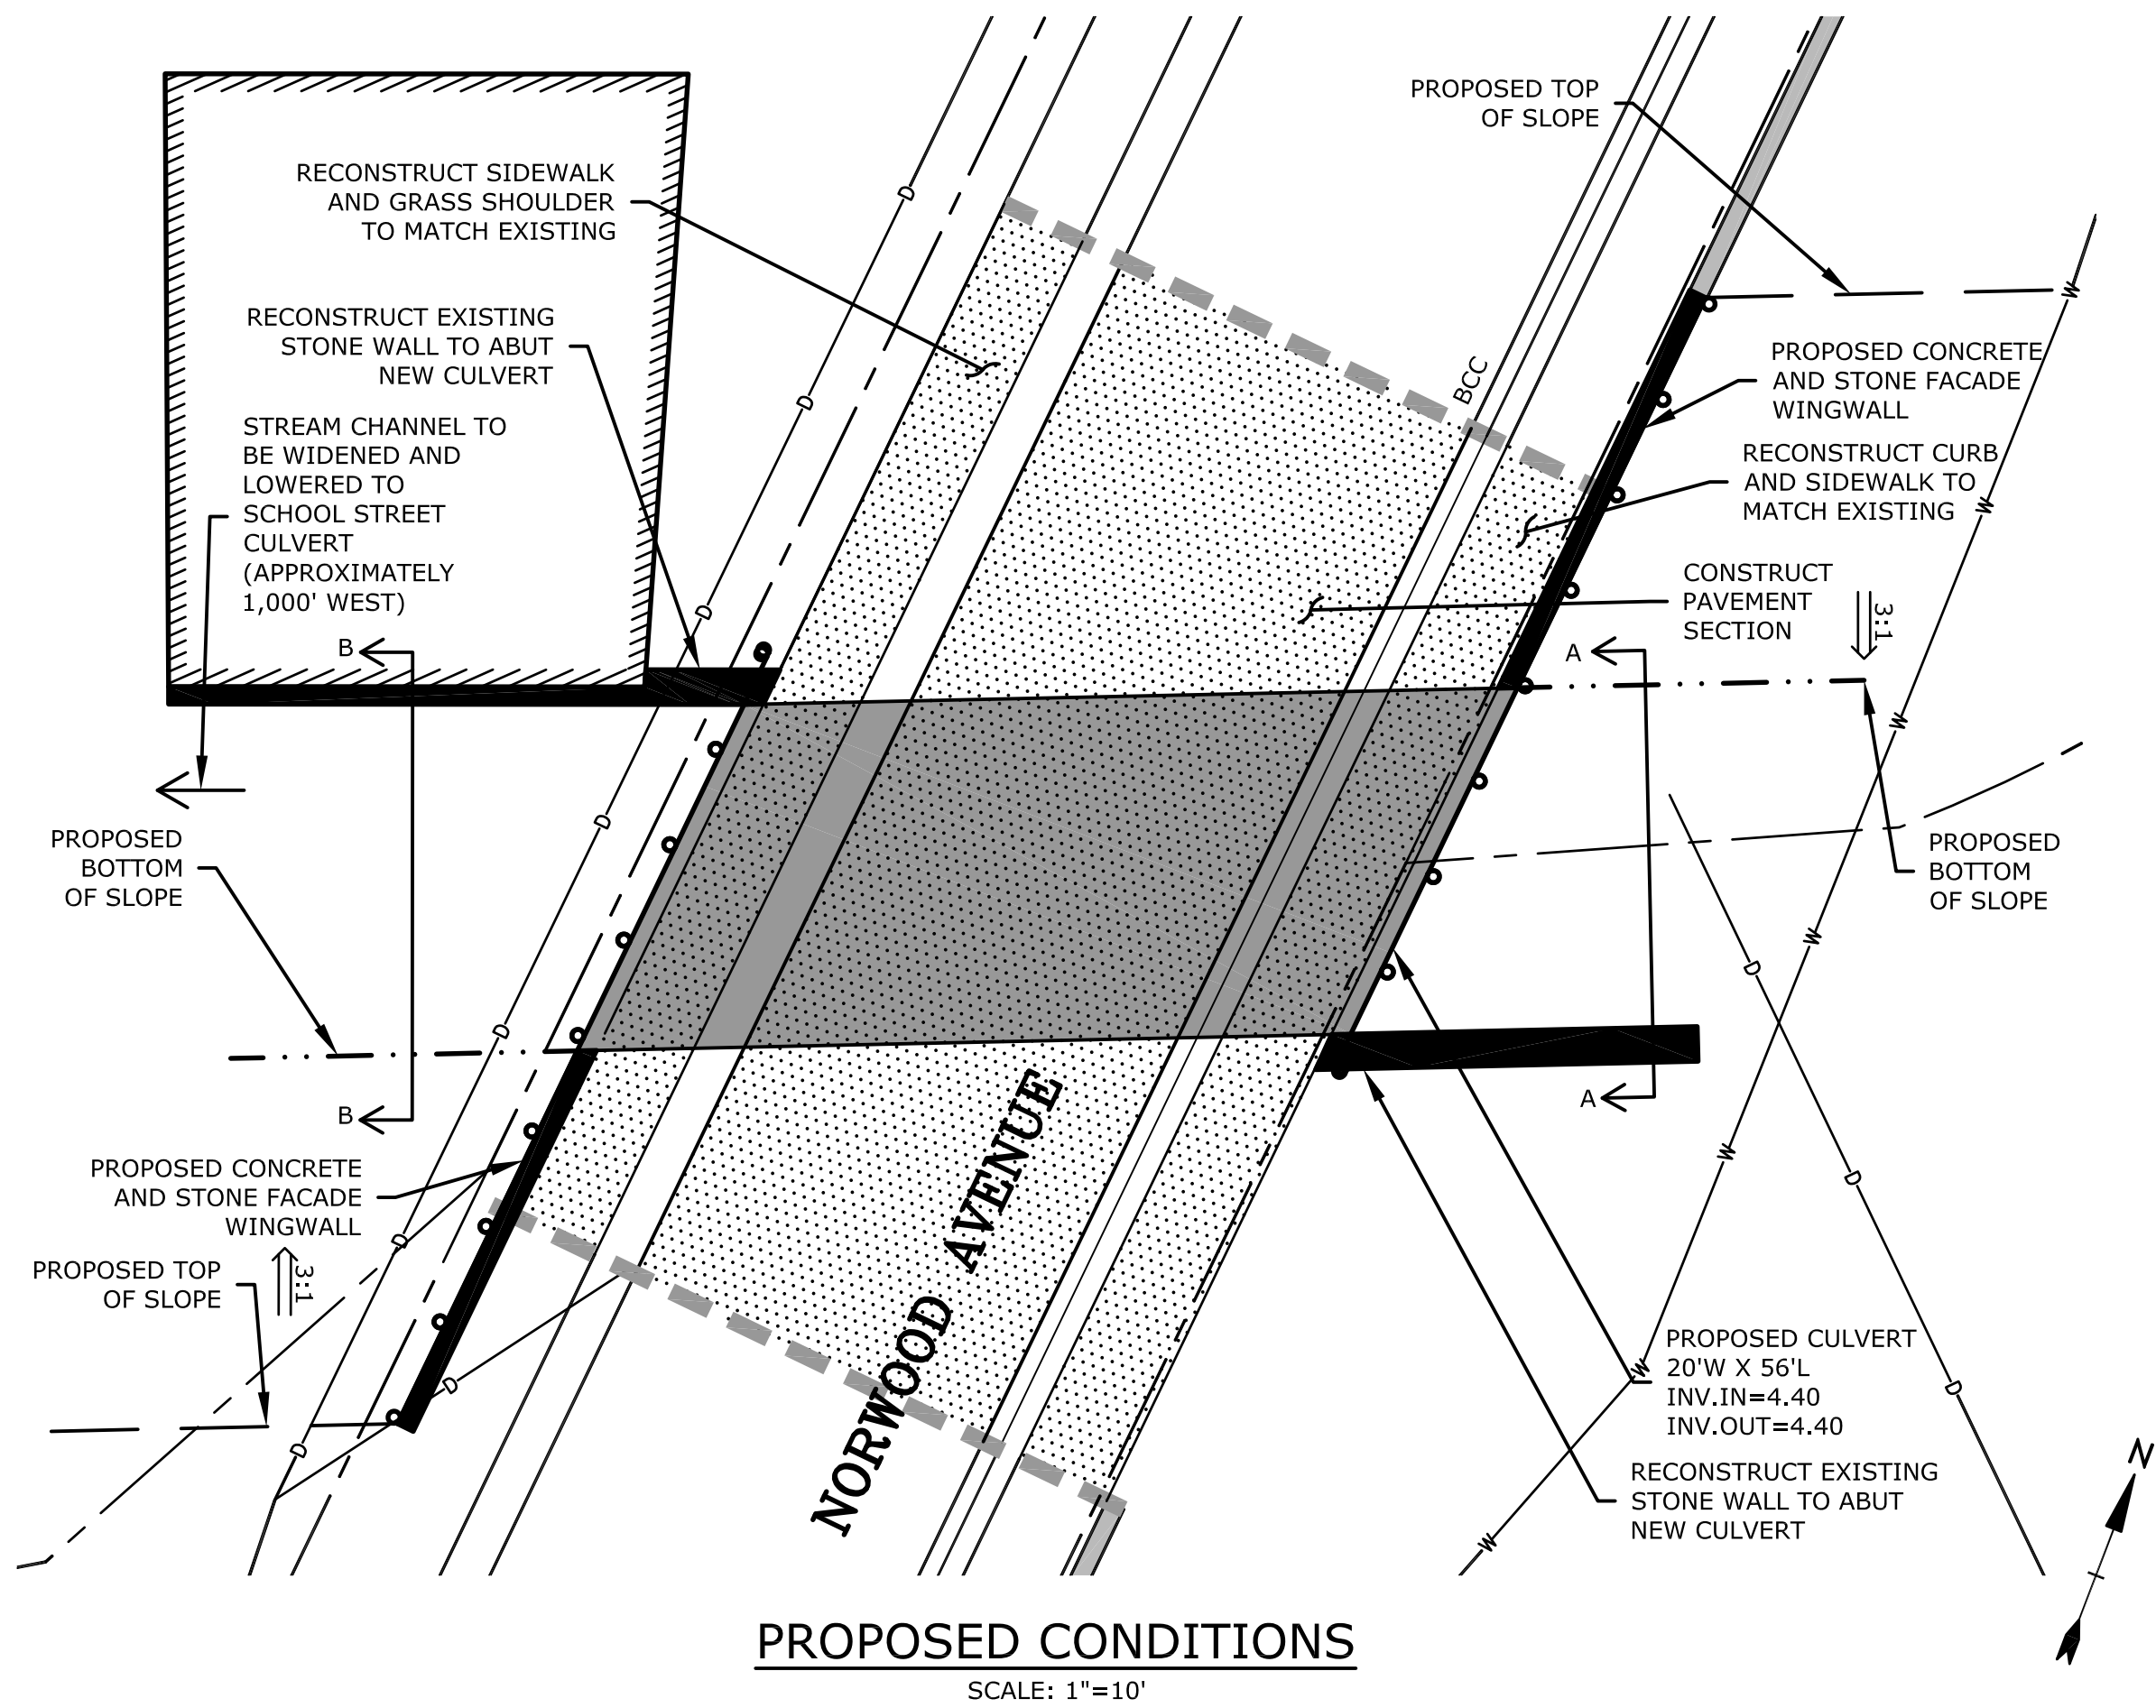 PROPOSED TOP
OF SLOPE
RECONSTRUCT SIDEWALK
AND GRASS SHOULDER
TO MATCH EXISTING
D
RECONSTRUCT EXISTING
STONE WALL TO ABUT
NEW CULVERT
STREAM CHANNEL TO
BE WIDENED AND
LOWERED TO
SCHOOL STREET
CULVERT
(APPROXIMATELY
1,000' WEST)
D
D
BCC
W
PROPOSED CONCRETE
AND STONE FACADE
WINGWALL
RECONSTRUCT CURB
AND SIDEWALK TO
MATCH EXISTING
W
CONSTRUCT
PAVEMENT
SECTION
3:1
B
A
W
D
PROPOSED
BOTTOM
OF SLOPE
PROPOSED
BOTTOM
OF SLOPE
W
D
D
B
A
W
D
PROPOSED CONCRETE
AND STONE FACADE
WINGWALL
D
PROPOSED TOP
OF SLOPE
3:1
D
D
NORWOOD AVENUE
PROPOSED CULVERT
20'W X 56'L
INV.IN=4.40
INV.OUT=4.40
W
D
RECONSTRUCT EXISTING
STONE WALL TO ABUT
NEW CULVERT
W
N
PROPOSED CONDITIONS
SCALE: 1"=10'